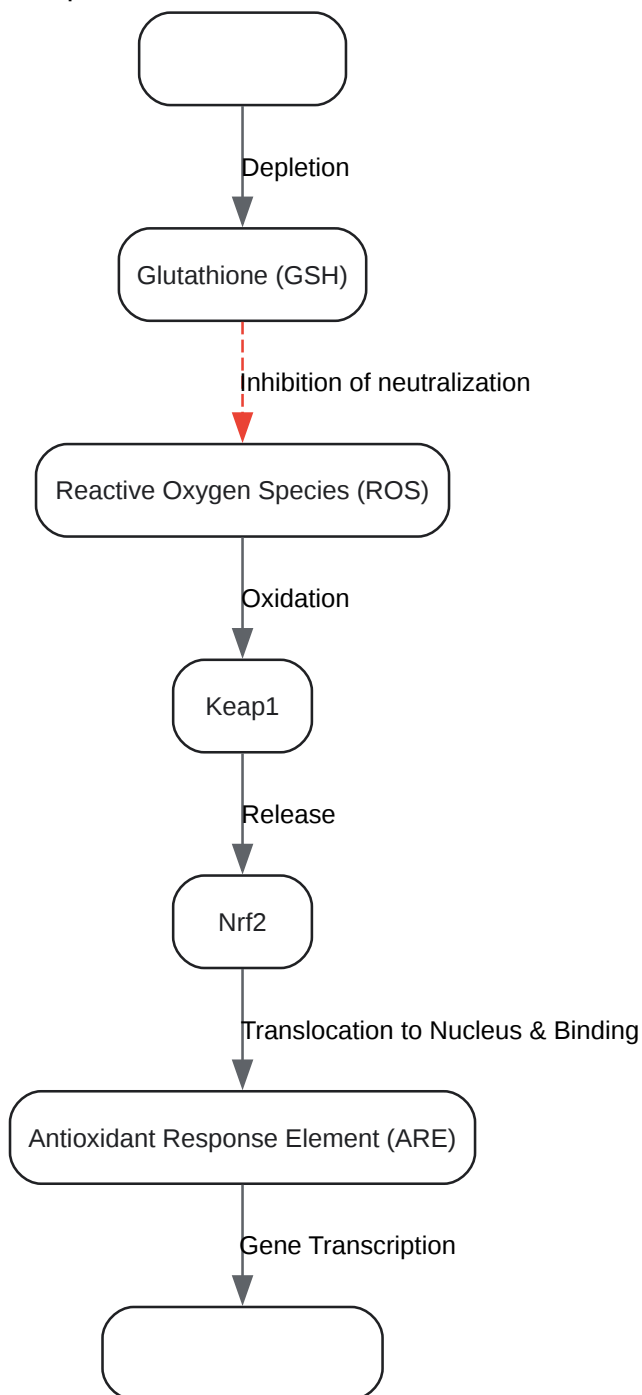 Depletion
Glutathione (GSH)
Inhibition of neutralization
Reactive Oxygen Species (ROS)
Oxidation
Keap1
Release
Nrf2
Translocation to Nucleus & Binding
Antioxidant Response Element (ARE)
Gene Transcription